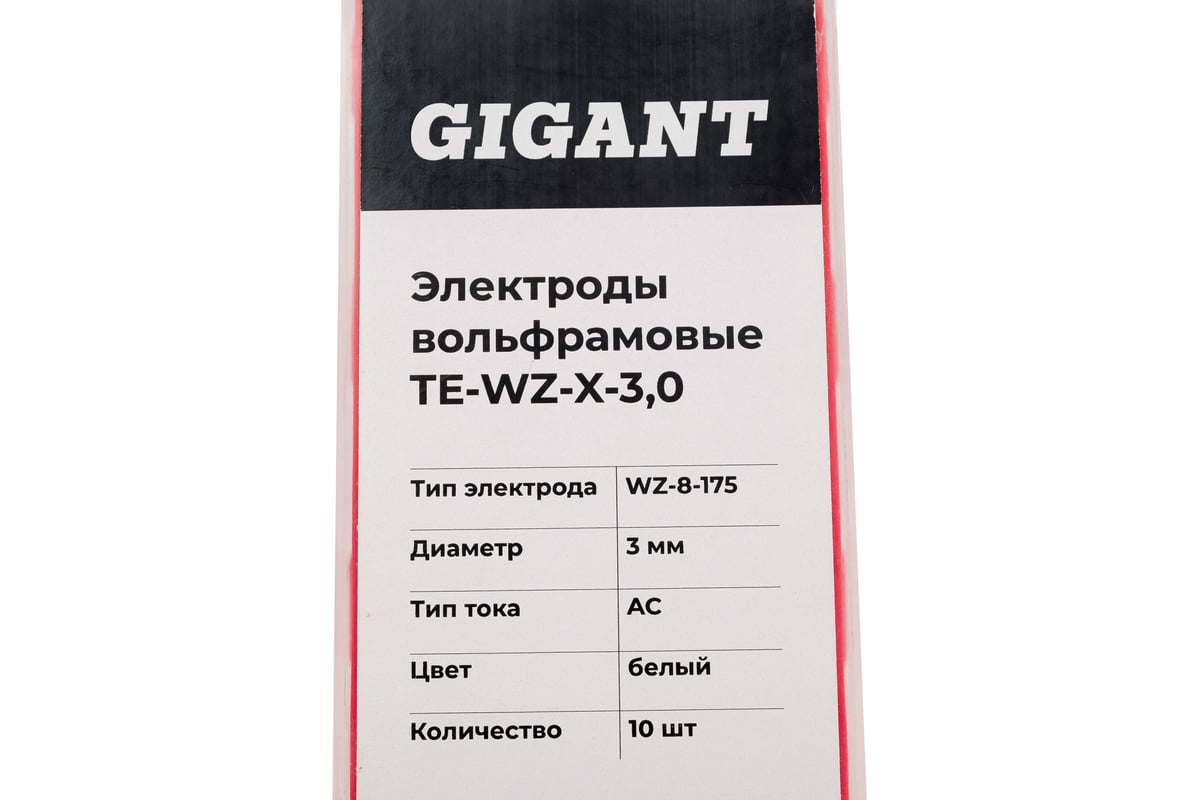 GIGANT
Электроды
вольфрамовые
TE-WZ-X-3,0
Тип электрода WZ-8-175
Диаметр 3 мм
Тип тока AC
Цвет белый
Количество 10 шт